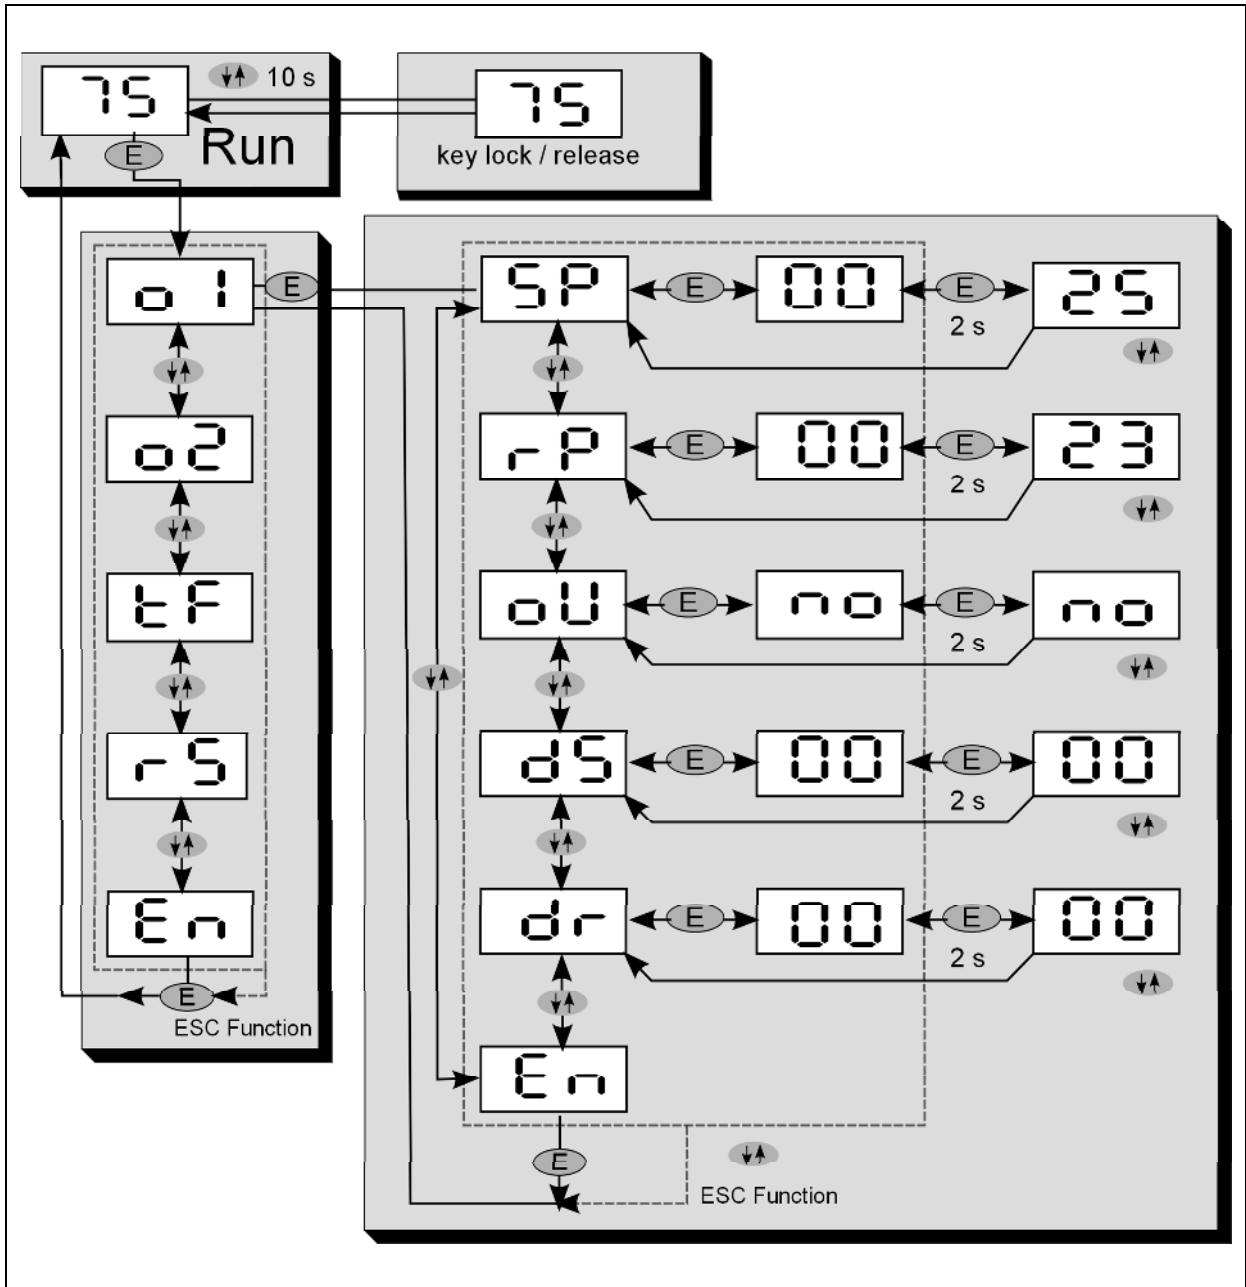 75
10 s
75
E
Run
key lock / release
o1
E
SP
E
00
E
25
2 s
o2
rP
E
00
E
23
2 s
tF
oU
E
no
E
no
2 s
rS
dS
E
00
E
00
2 s
En
dr
E
00
E
00
2 s
E
ESC Function
En
E
ESC Function